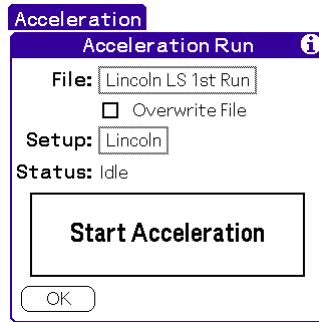 Acceleration
Acceleration Run
File: Lincoln LS 1st Run
Overwrite File
Setup: Lincoln
Status: Idle
Start Acceleration
OK